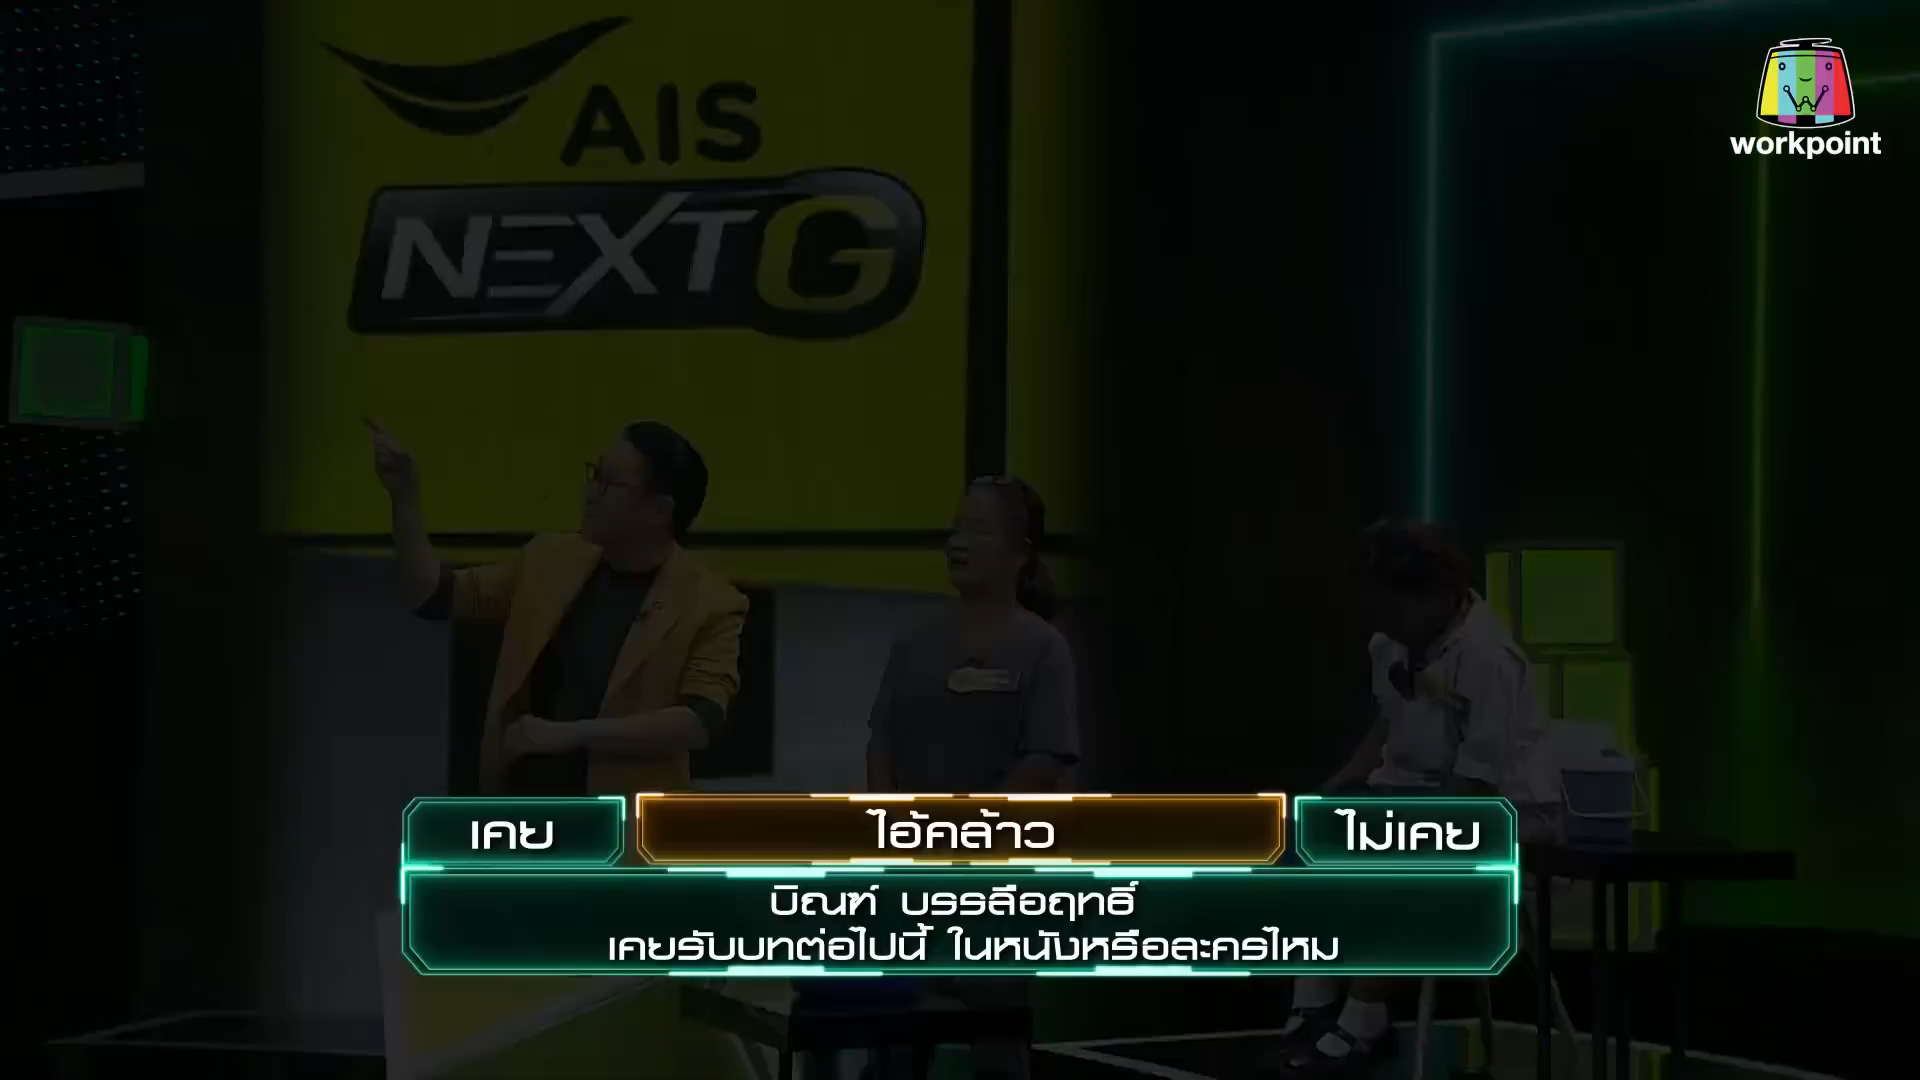 AIS
NEXTG
workpoint
เคย
ไอ้คล้าว
ไม่เคย
บิณฑ์ บรรลือฤทธิ์
เคยรับบทต่อไปนี้ ในหนังหรือละครไหม